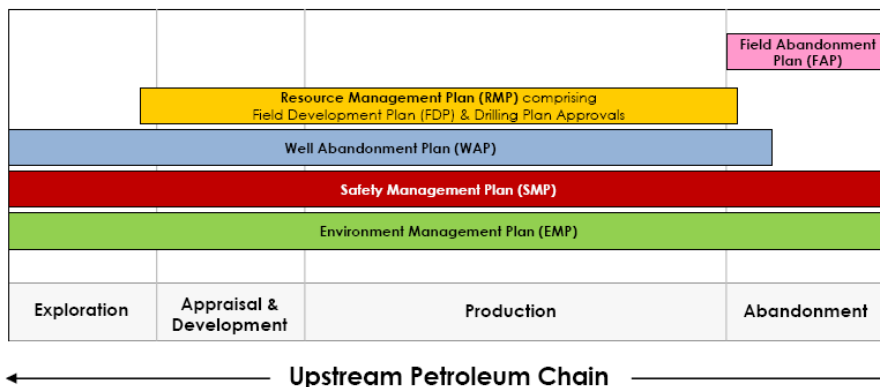 Field Abandonment
Plan (FAP)
Resource Management Plan (RMP) comprising
Field Development Plan (FDP) & Drilling Plan Approvals
Well Abandonment Plan (WAP)
Safety Management Plan (SMP)
Environment Management Plan (EMP)
Exploration
Appraisal &
Development
Production
Abandonment
Upstream Petroleum Chain